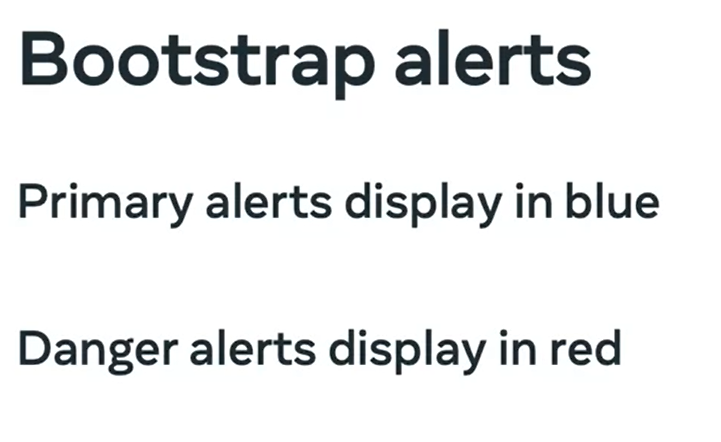 Bootstrap alerts
Primary alerts display in blue
Danger alerts display in red